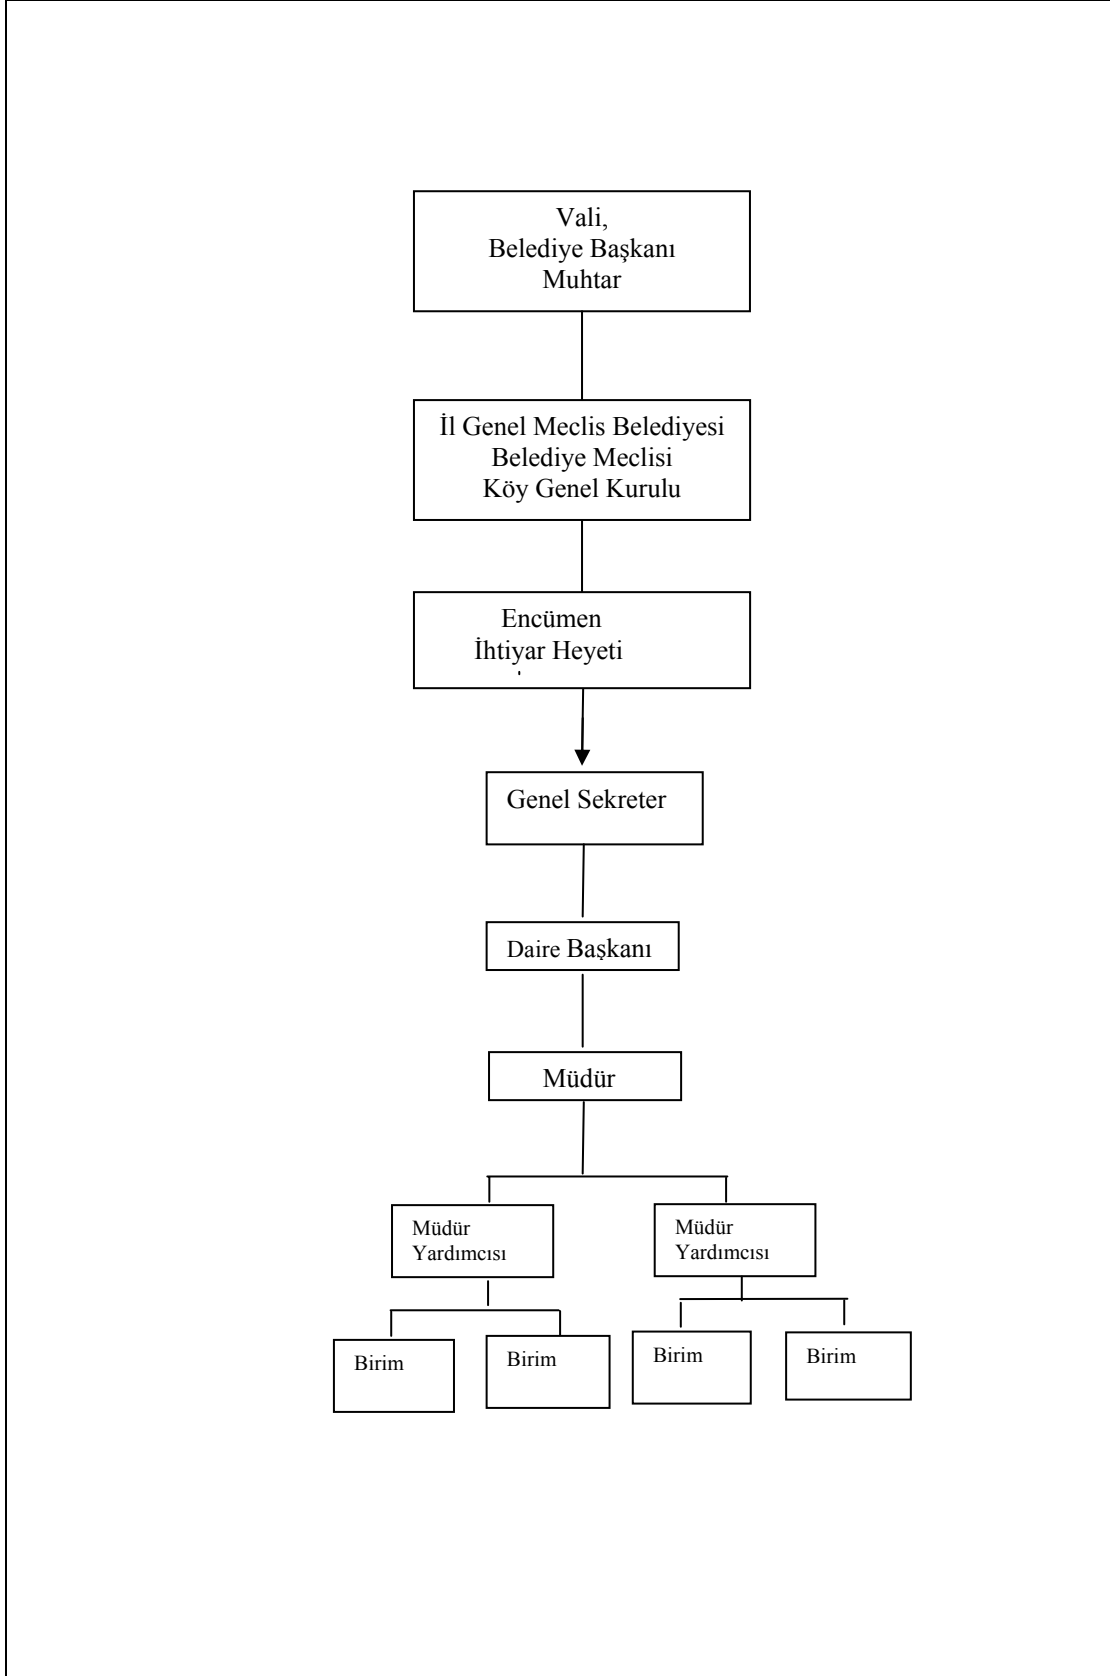 Vali,
Belediye Başkanı
Muhtar
İl Genel Meclis Belediyesi
Belediye Meclisi
Köy Genel Kurulu
Encümen
İhtiyar Heyeti
Genel Sekreter
Daire Başkanı
Müdür
Müdür
Yardımcısı
Müdür
Yardımcısı
Birim
Birim
Birim
Birim